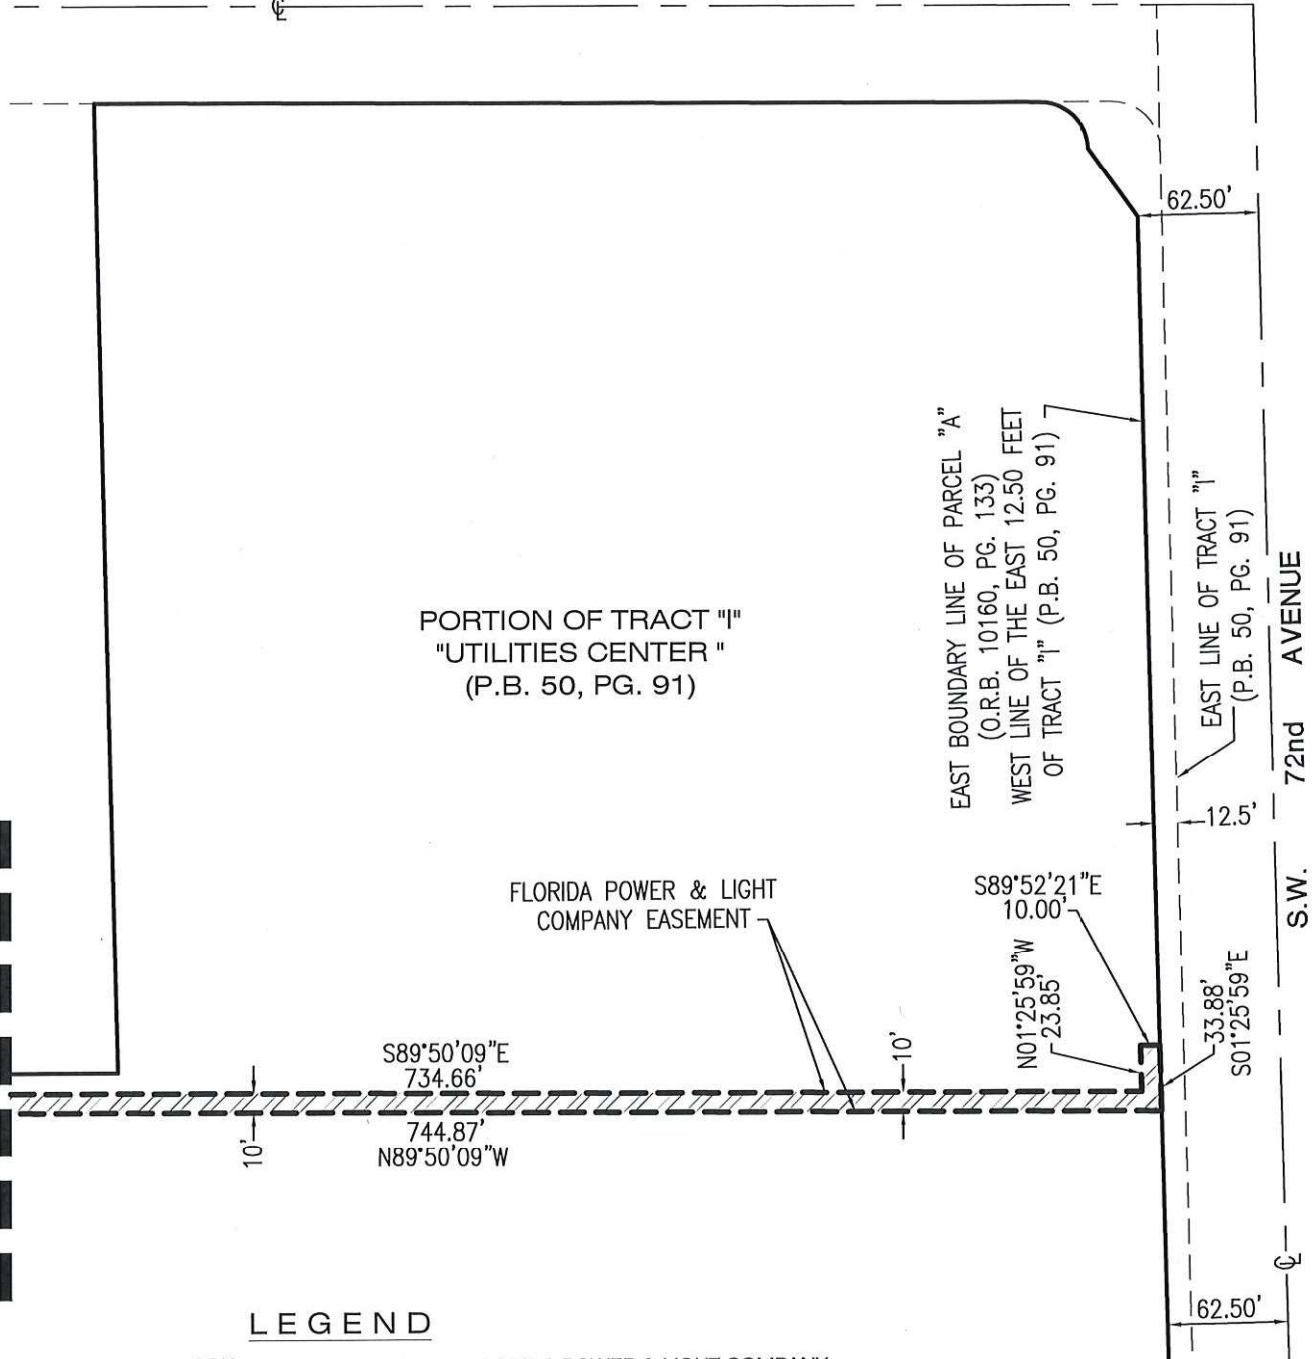 ℄
62.50'
EAST BOUNDARY LINE OF PARCEL "A"
(O.R.B. 10160, PG. 133)
WEST LINE OF THE EAST 12.50 FEET
OF TRACT "I" (P.B. 50, PG. 91)
EAST LINE OF TRACT "I"
(P.B. 50, PG. 91)
S.W. 72nd AVENUE
PORTION OF TRACT "I"
"UTILITIES CENTER "
(P.B. 50, PG. 91)
12.5'
FLORIDA POWER & LIGHT
COMPANY EASEMENT
S89°52'21"E
10.00'
N01°25'59"W
23.85'
33.88'
S01°25'59"E
S89°50'09"E
734.66'
10'
10'
744.87'
N89°50'09"W
℄
62.50'
LEGEND
POWER & LIGHT COMPANY